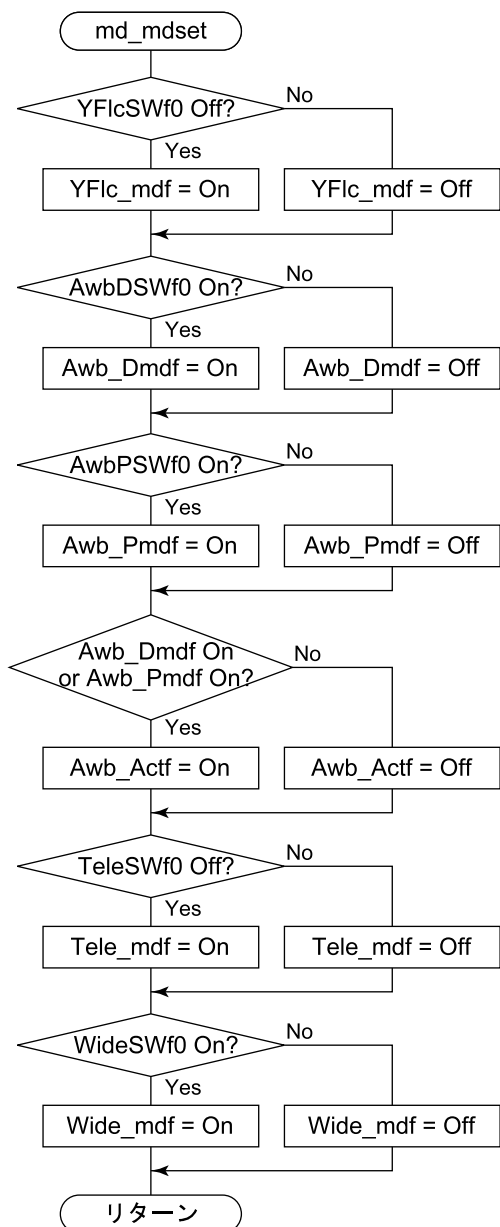 md_mdset
YFlcSWf0 Off?
No
Yes
YFlc_mdf = On
YFlc_mdf = Off
AwbDSWf0 On?
No
Yes
Awb_Dmdf = On
Awb_Dmdf = Off
AwbPSWf0 On?
No
Yes
Awb_Pmdf = On
Awb_Pmdf = Off
Awb_Dmdf On
or Awb_Pmdf On?
No
Yes
Awb_Actf = On
Awb_Actf = Off
TeleSWf0 Off?
No
Yes
Tele_mdf = On
Tele_mdf = Off
WideSWf0 On?
No
Yes
Wide_mdf = On
Wide_mdf = Off
リターン